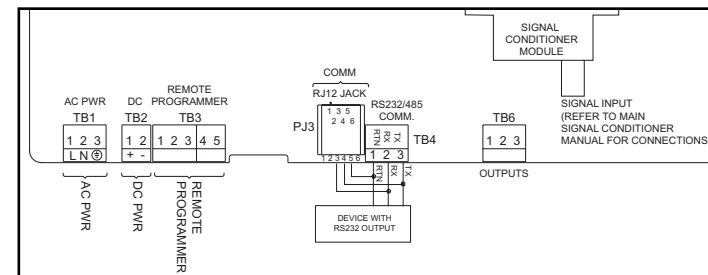 SIGNAL
CONDITIONER
MODULE
COMM
RJ12 JACK
REMOTE
AC PWR DC PROGRAMMER
TB1 TB2 TB3
1 2 3 1 2 1 2 3 4 5
L N + -
AC PWR
DC PWR
REMOTE
PROGRAMMER
PJ3
1 3 5
2 4 6
1 2 3 4 5 6
RS232/485
COMM.
TB4
RTN RX TX
1 2 3
RTN RX TX
DEVICE WITH
RS232 OUTPUT
TB6
1 2 3
OUTPUTS
SIGNAL INPUT
(REFER TO MAIN
SIGNAL CONDITIONER
MANUAL FOR CONNECTIONS